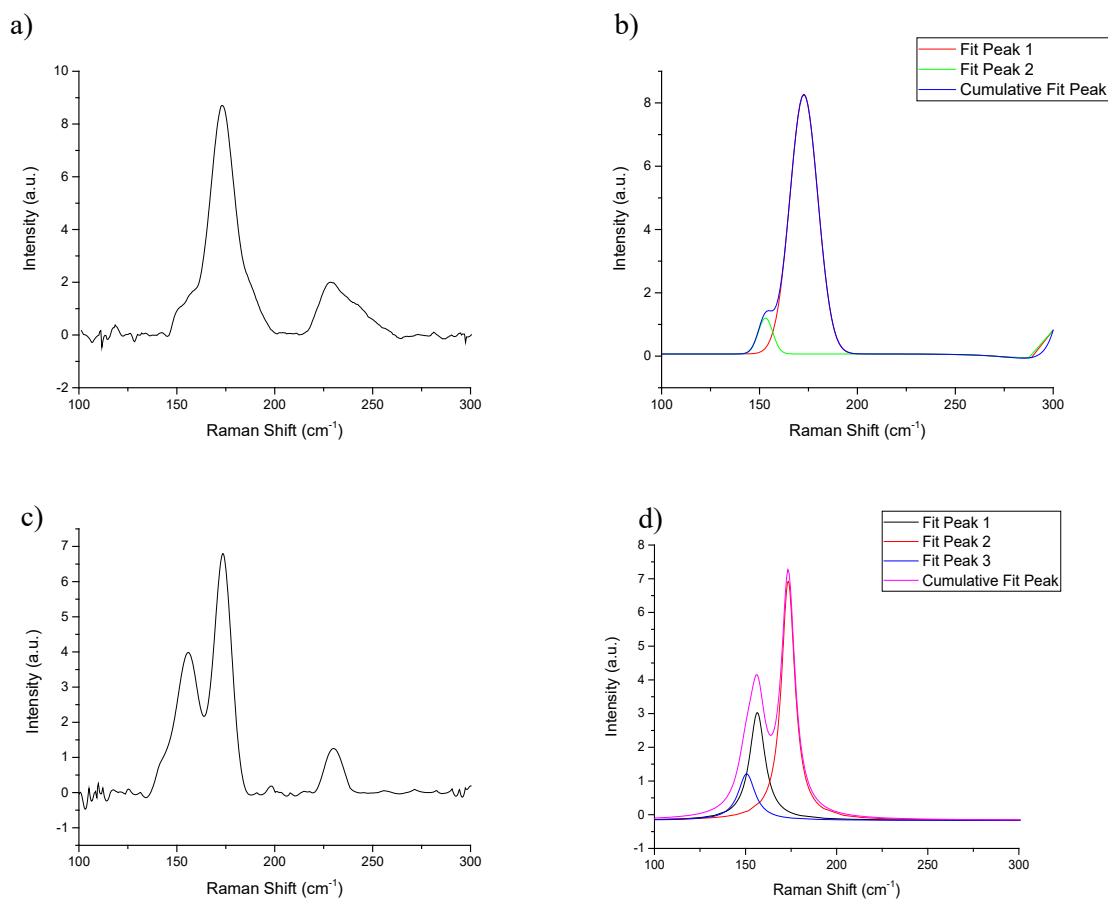 a)
10
8
6
4
2
0
-2
Intensity (a.u.)
100 150 200 250 300
Raman Shift (cm⁻¹)
b)
Fit Peak 1
Fit Peak 2
Cumulative Fit Peak
8
6
4
2
0
Intensity (a.u.)
100 150 200 250 300
Raman Shift (cm⁻¹)
c)
7
6
5
4
3
2
1
0
-1
Intensity (a.u.)
100 150 200 250 300
Raman Shift (cm⁻¹)
d)
Fit Peak 1
Fit Peak 2
Fit Peak 3
Cumulative Fit Peak
8
7
6
5
4
3
2
1
0
-1
Intensity (a.u.)
100 150 200 250 300
Raman Shift (cm⁻¹)